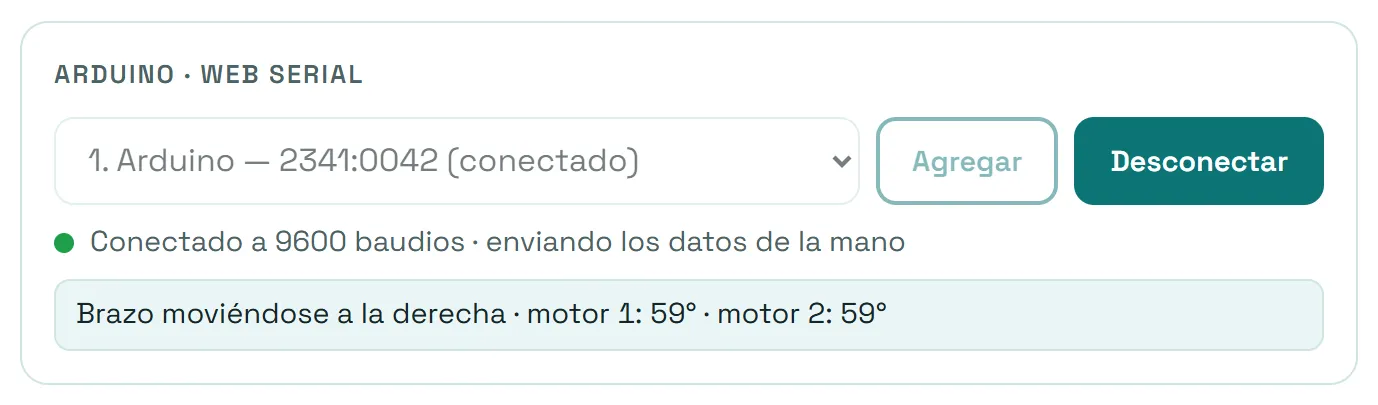 ARDUINO · WEB SERIAL
1. Arduino — 2341:0042 (conectado)
Agregar
Desconectar
Conectado a 9600 baudios · enviando los datos de la mano
Brazo moviéndose a la derecha · motor 1: 59° · motor 2: 59°